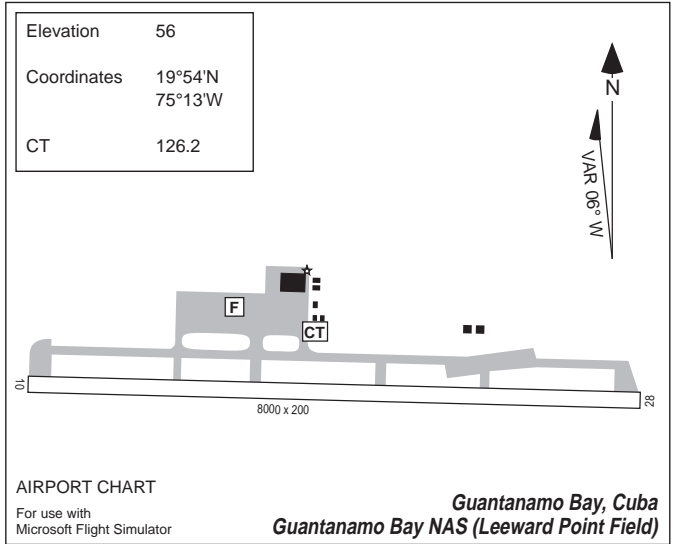 Elevation 56
Coordinates 19°54'N
75°13'W
CT 126.2
N
VAR 06° W
F
CT
10
28
8000 x 200
AIRPORT CHART
For use with
Microsoft Flight Simulator
Guantanamo Bay, Cuba
Guantanamo Bay NAS (Leeward Point Field)